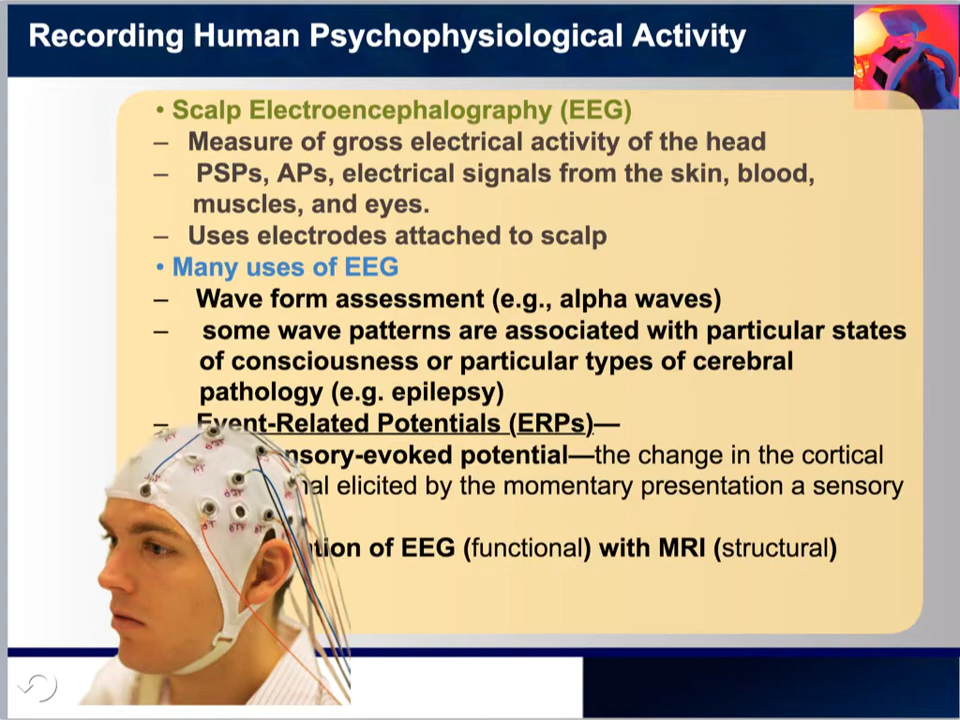 Recording Human Psychophysiological Activity
• Scalp Electroencephalography (EEG)
– Measure of gross electrical activity of the head
– PSPs, APs, electrical signals from the skin, blood,
muscles, and eyes.
– Uses electrodes attached to scalp
• Many uses of EEG
– Wave form assessment (e.g., alpha waves)
– some wave patterns are associated with particular states
of consciousness or particular types of cerebral
pathology (e.g. epilepsy)
– Event-Related Potentials (ERPs)—
nsory-evoked potential—the change in the cortical
al elicited by the momentary presentation a sensory
tion of EEG (functional) with MRI (structural)